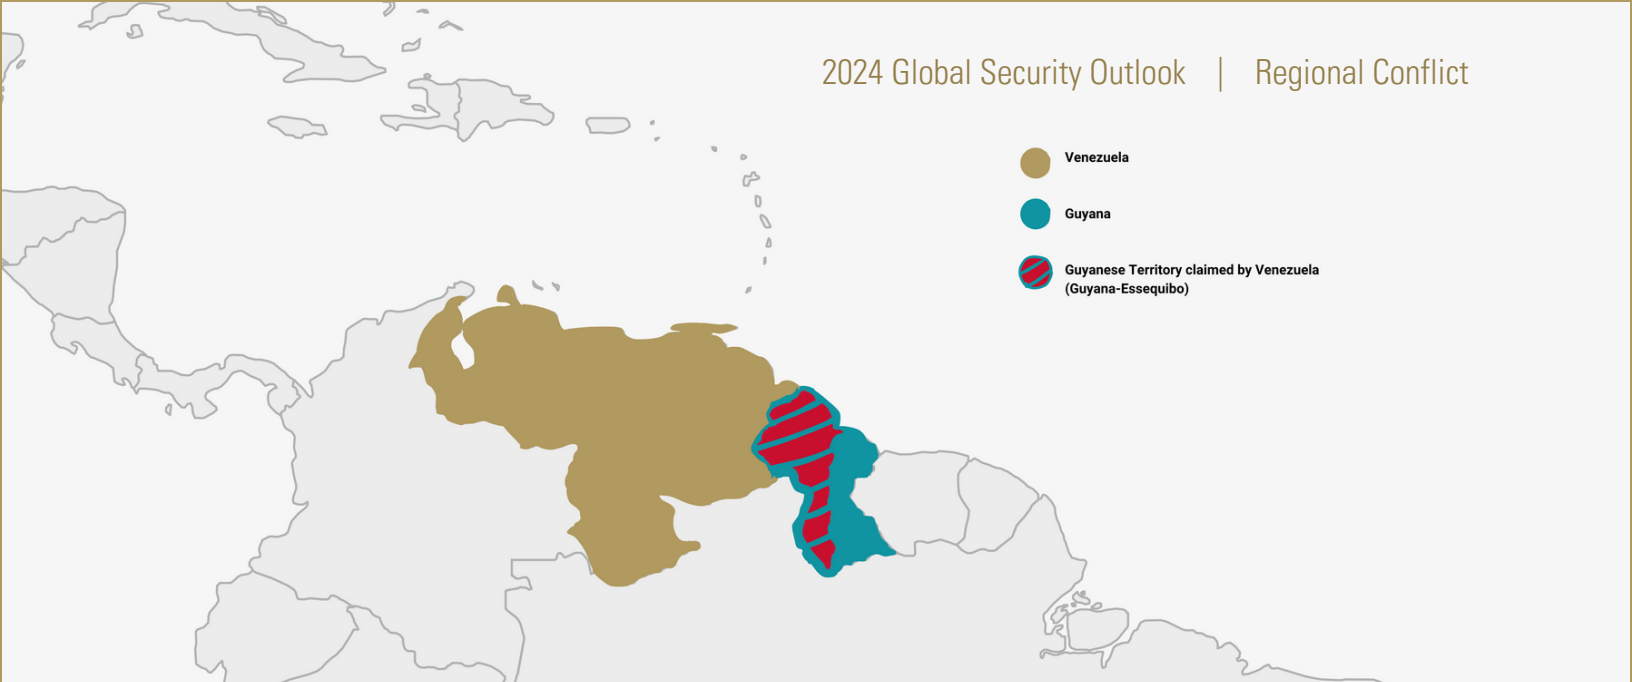 2024 Global Security Outlook | Regional Conflict
Venezuela
Guyana
Guyanese Territory claimed by Venezuela
(Guyana-Essequibo)